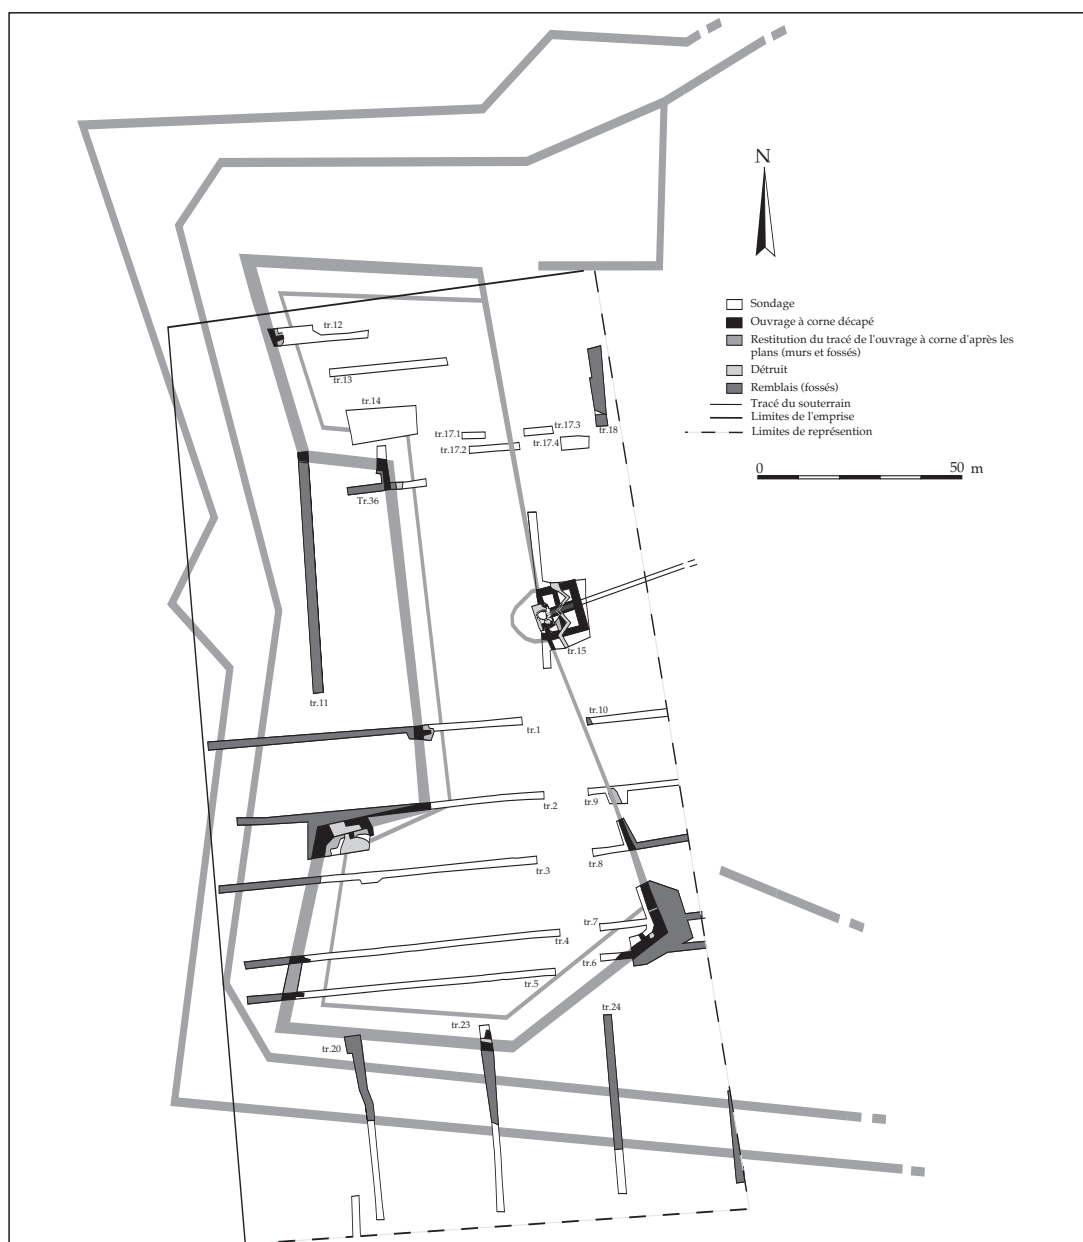 N
Sondage
Ouvrage à corne décapé
Restitution du tracé de l'ouvrage à corne d'après les
plans (murs et fossés)
Détruit
Remblais (fossés)
Tracé du souterrain
Limites de l'emprise
Limites de représention
0 50 m
tr.12
tr.13
tr.14
tr.17.1
tr.17.2
tr.17.3
tr.17.4
tr.18
Tr.36
tr.15
tr.11
tr.1
tr.10
tr.2
tr.9
tr.3
tr.8
tr.7
tr.4
tr.6
tr.5
tr.24
tr.23
tr.20